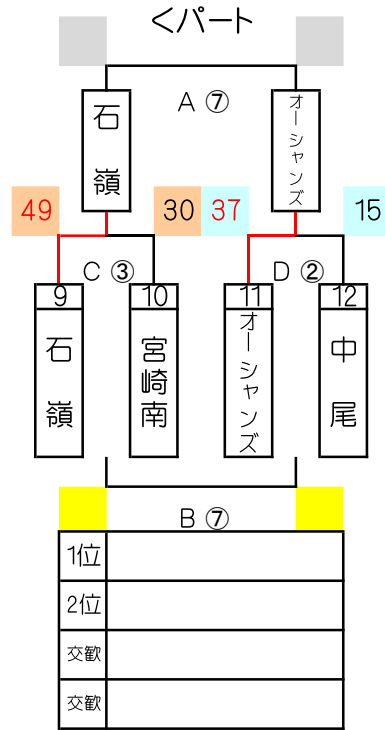 くパート
A ⑦
石嶺
オーシャンズ
49
30
37
15
C ③
D ②
9
10
11
12
石嶺
宮崎南
オーシャンズ
中尾
B ⑦
1位
2位
交歓
交歓